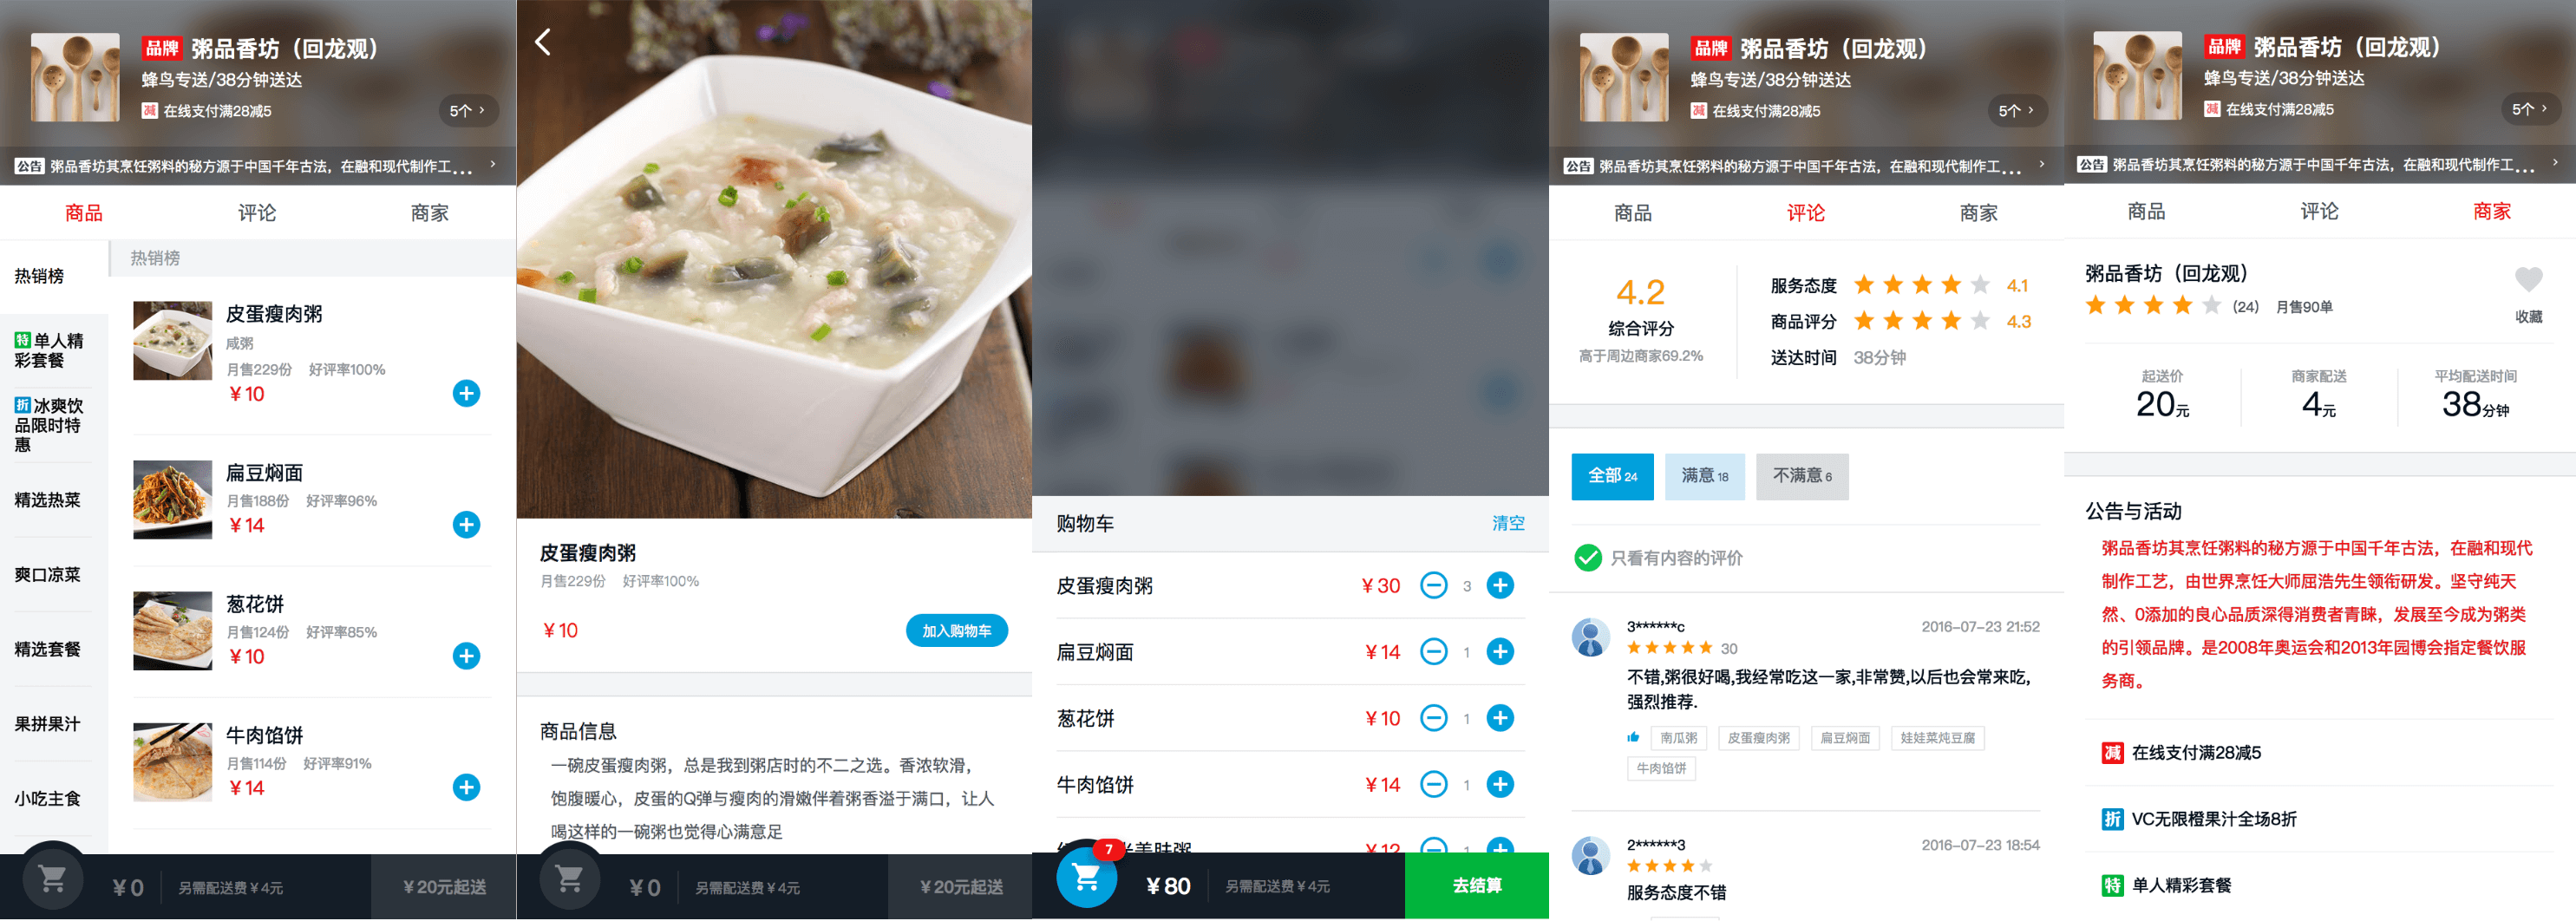 品牌 粥品香坊（回龙观）
蜂鸟专送/38分钟送达
减 在线支付满28减5
5个 >
公告 粥品香坊其烹饪粥料的秘方源于中国千年古法，在融和现代制作工... >
商品 评论 商家
热销榜
特 单人精
彩套餐
折 冰爽饮
品限时特
惠
精选热菜
爽口凉菜
精选套餐
果拼果汁
小吃主食
热销榜
皮蛋瘦肉粥
咸粥
月售229份 好评率100%
¥10
扁豆焖面
月售188份 好评率96%
¥14
葱花饼
月售124份 好评率85%
¥10
牛肉馅饼
月售114份 好评率91%
¥14
¥0 另需配送费¥4元 ¥20元起送
皮蛋瘦肉粥
月售229份 好评率100%
¥10 加入购物车
商品信息
一碗皮蛋瘦肉粥，总是我到粥店时的不二之选。香浓软滑，
饱腹暖心，皮蛋的Q弹与瘦肉的滑嫩伴着粥香溢于满口，让人
喝这样的一碗粥也觉得心满意足
¥0 另需配送费¥4元 ¥20元起送
购物车 清空
皮蛋瘦肉粥 ¥30 3
扁豆焖面 ¥14 1
葱花饼 ¥10 1
牛肉馅饼 ¥14 1
美肤粥 ¥12 1
7
¥80 另需配送费¥4元 去结算
品牌 粥品香坊（回龙观）
蜂鸟专送/38分钟送达
减 在线支付满28减5
5个 >
公告 粥品香坊其烹饪粥料的秘方源于中国千年古法，在融和现代制作工... >
商品 评论 商家
4.2
综合评分
高于周边商家69.2%
服务态度 4.1
商品评分 4.3
送达时间 38分钟
全部 24 满意 18 不满意 6
只看有内容的评价
3******c 2016-07-23 21:52
30
不错,粥很好喝,我经常吃这一家,非常赞,以后也会常来吃,
强烈推荐.
南瓜粥 皮蛋瘦肉粥 扁豆焖面 娃娃菜炖豆腐
牛肉馅饼
2******3 2016-07-23 18:54
服务态度不错
品牌 粥品香坊（回龙观）
蜂鸟专送/38分钟送达
减 在线支付满28减5
5个 >
公告 粥品香坊其烹饪粥料的秘方源于中国千年古法，在融和现代制作工... >
商品 评论 商家
粥品香坊（回龙观）
(24) 月售90单
收藏
起送价 商家配送 平均配送时间
20元 4元 38分钟
公告与活动
粥品香坊其烹饪粥料的秘方源于中国千年古法，在融和现代
制作工艺，由世界烹饪大师屈浩先生领衔研发。坚守纯天
然、0添加的良心品质深得消费者青睐，发展至今成为粥类
的引领品牌。是2008年奥运会和2013年园博会指定餐饮服
务商。
减 在线支付满28减5
折 VC无限橙果汁全场8折
特 单人精彩套餐